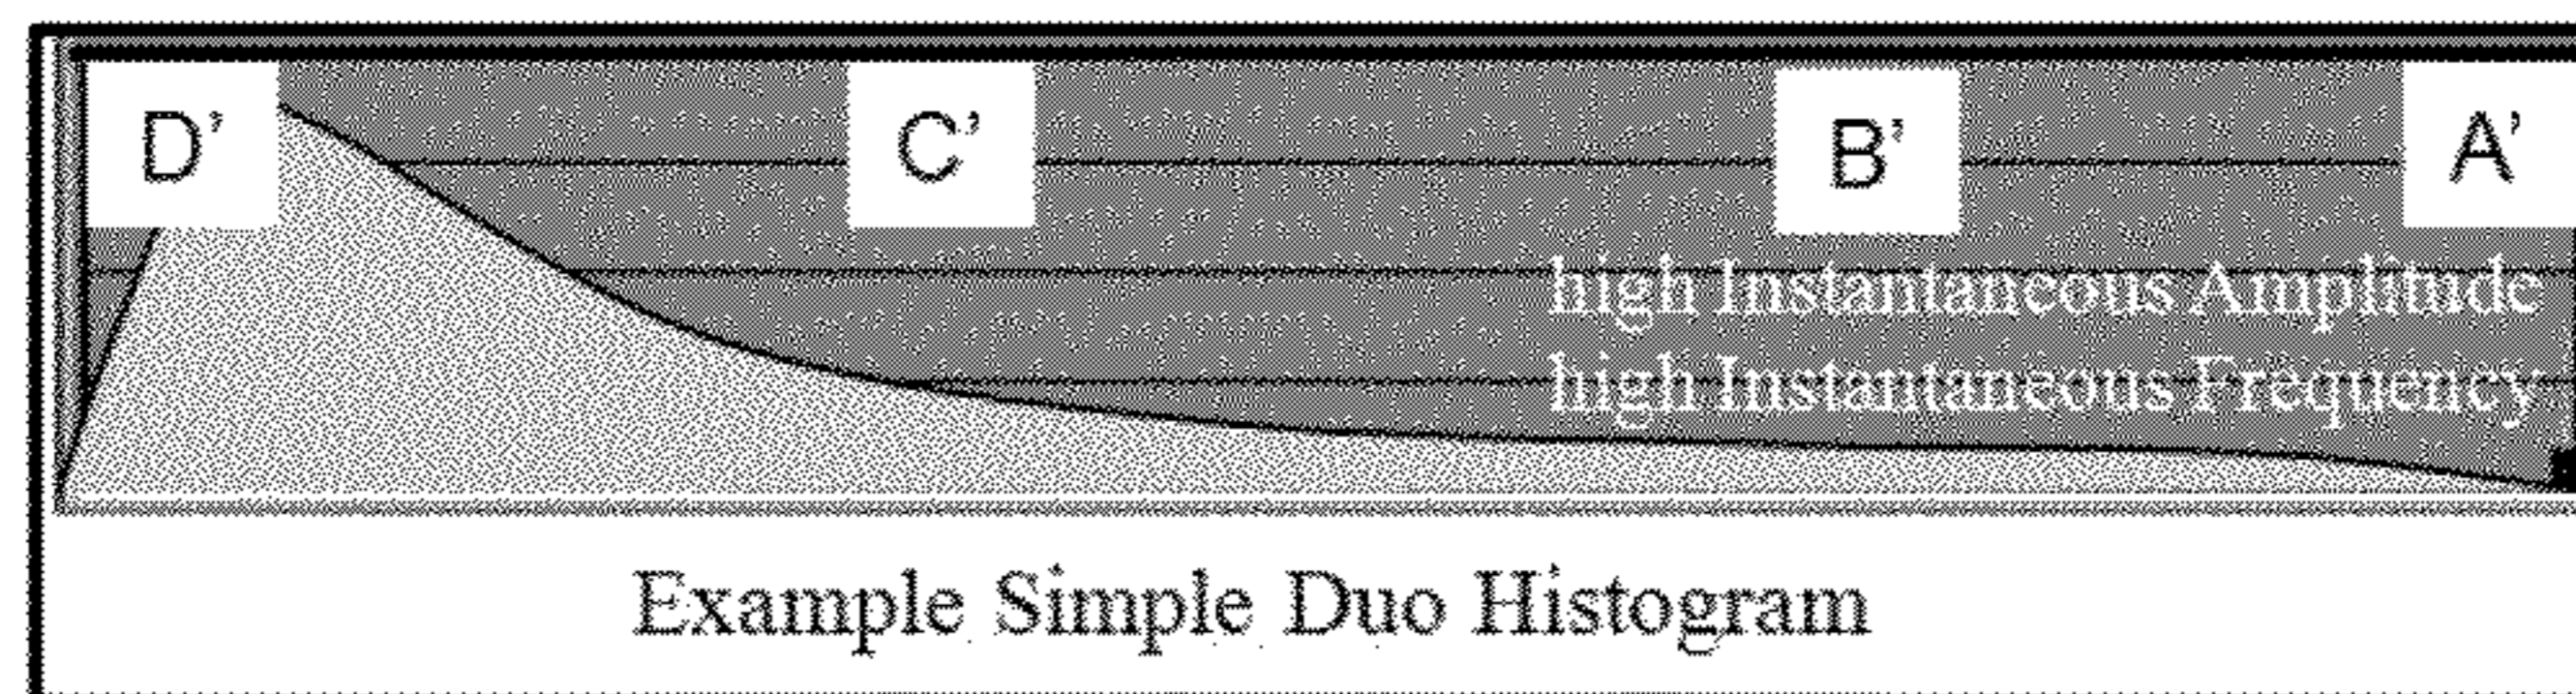 D’ C’ B’ A’
high Instantaneous Amplitude
high Instantaneous Frequency
Example Simple Duo Histogram